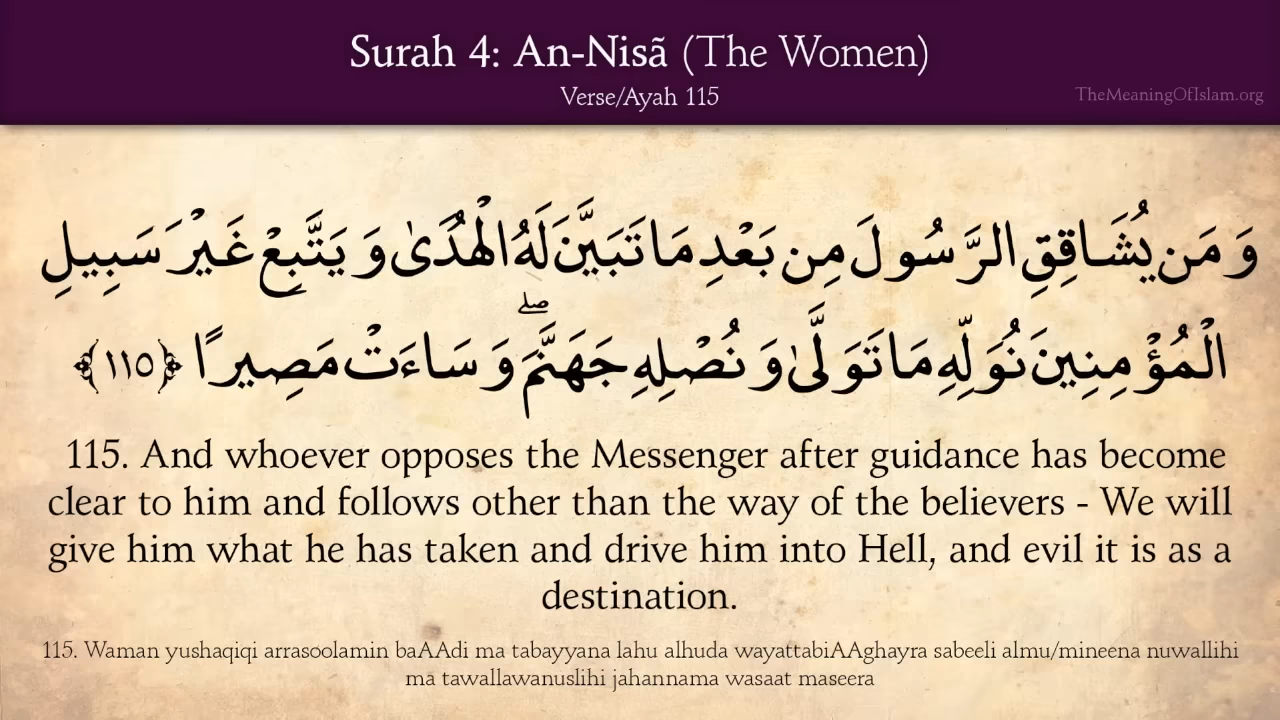 Surah 4: An-Nisã (The Women)
Verse/Ayah 115
TheMeaningOfIslam.org
وَمَن يُشَاقِقِ الرَّسُولَ مِن بَعْدِ مَا تَبَيَّنَ لَهُ الْهُدَىٰ وَيَتَّبِعْ غَيْرَ سَبِيلِ
الْمُؤْمِنِينَ نُوَلِّهِ مَا تَوَلَّىٰ وَنُصْلِهِ جَهَنَّمَ ۖ وَسَاءَتْ مَصِيرًا ﴿١١٥﴾
115. And whoever opposes the Messenger after guidance has become
clear to him and follows other than the way of the believers - We will
give him what he has taken and drive him into Hell, and evil it is as a
destination.
115. Waman yushaqiqi arrasoolamin baAAdi ma tabayyana lahu alhuda wayattabiAAghayra sabeeli almu/mineena nuwallihi
ma tawallawanuslihi jahannama wasaat maseera